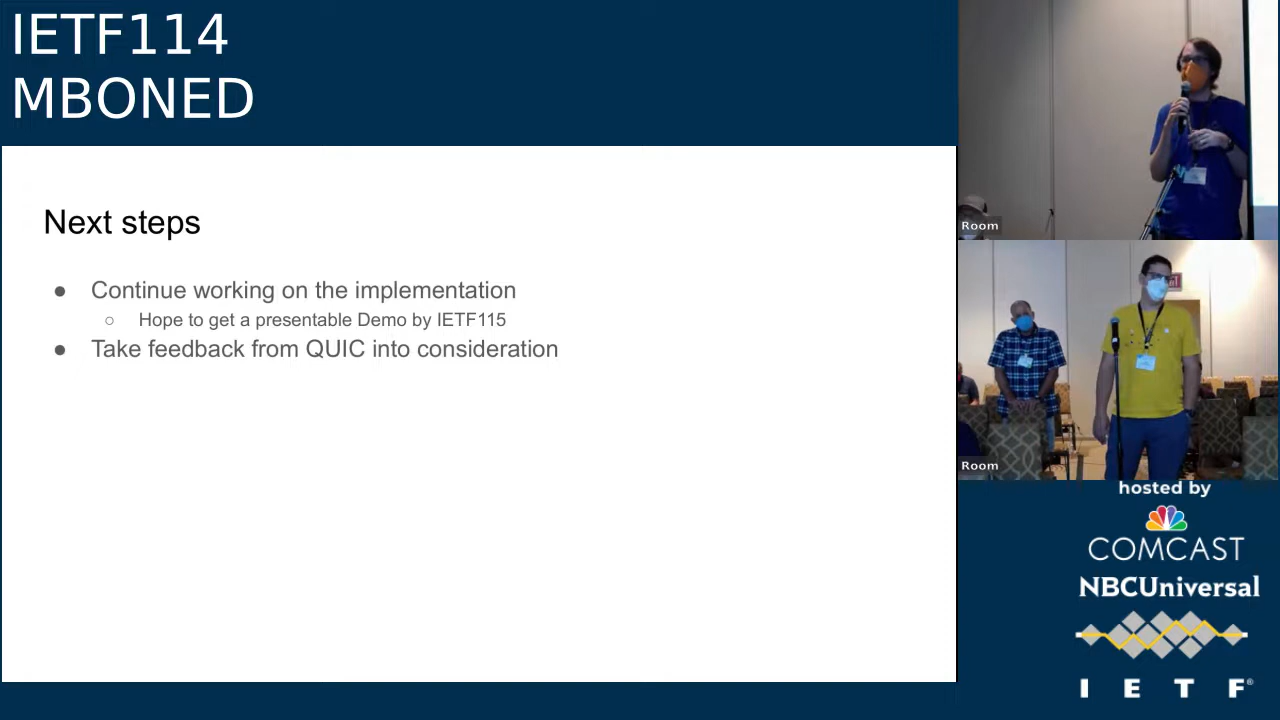 IETF114
MBONED
Next steps
● Continue working on the implementation
○ Hope to get a presentable Demo by IETF115
● Take feedback from QUIC into consideration
Room
Room
hosted by
COMCAST
NBCUniversal
I E T F®